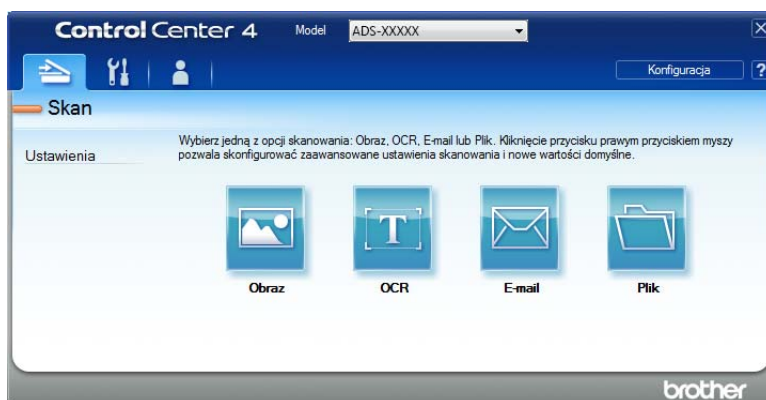 ControlCenter 4 Model ADS-XXXXX
Konfiguracja ?
Skan
Wybierz jedną z opcji skanowania: Obraz, OCR, E-mail lub Plik. Kliknięcie przycisku prawym przyciskiem myszy
Ustawienia pozwala skonfigurować zaawansowane ustawienia skanowania i nowe wartości domyślne.
T
Obraz OCR E-mail Plik
brother